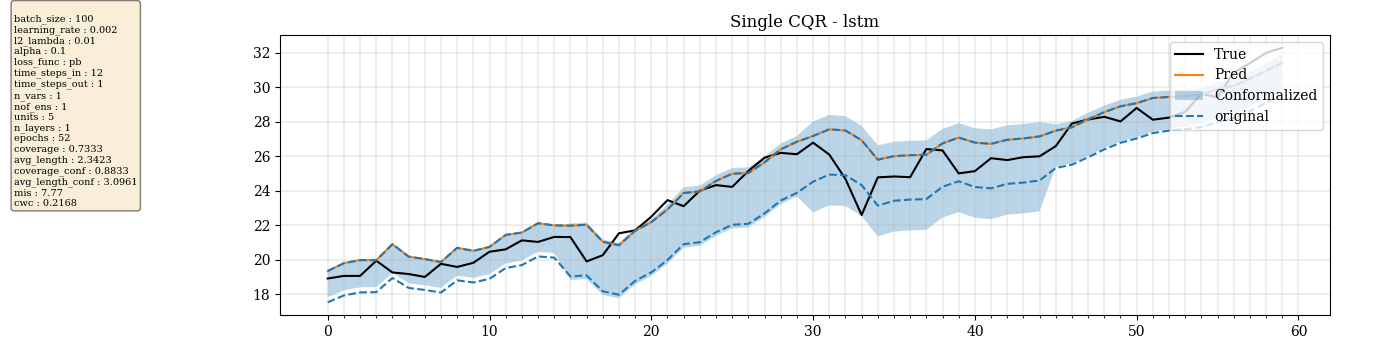 batch_size : 100
learning_rate : 0.002
l2_lambda : 0.01
alpha : 0.1
loss_func : pb
time_steps_in : 12
time_steps_out : 1
n_vars : 1
nof_ens : 1
units : 5
n_layers : 1
epochs : 52
coverage : 0.7333
avg_length : 2.3423
coverage_conf : 0.8833
avg_length_conf : 3.0961
mis : 7.77
cwc : 0.2168
Single CQR - lstm
True
Pred
Conformalized
original
32
30
28
26
24
22
20
18
0 10 20 30 40 50 60